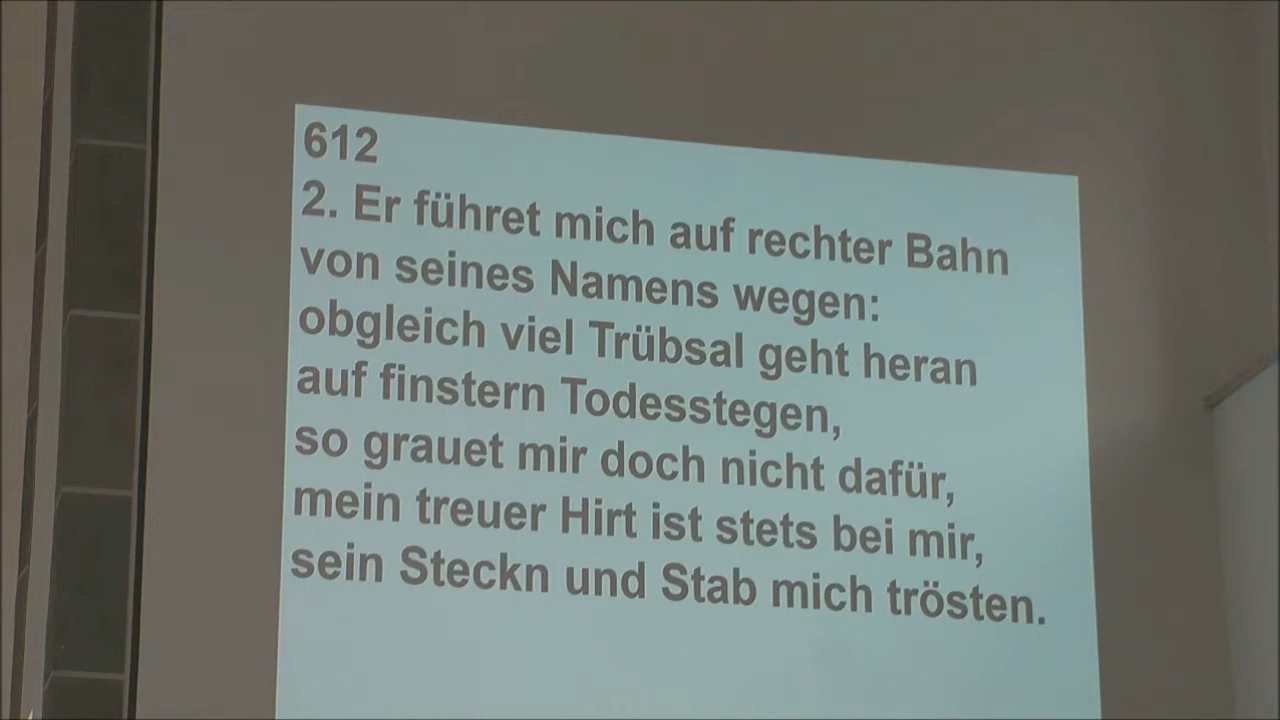 612
2. Er führet mich auf rechter Bahn
von seines Namens wegen:
obgleich viel Trübsal geht heran
auf finstern Todesstegen,
so grauet mir doch nicht dafür,
mein treuer Hirt ist stets bei mir,
sein Steckn und Stab mich trösten.